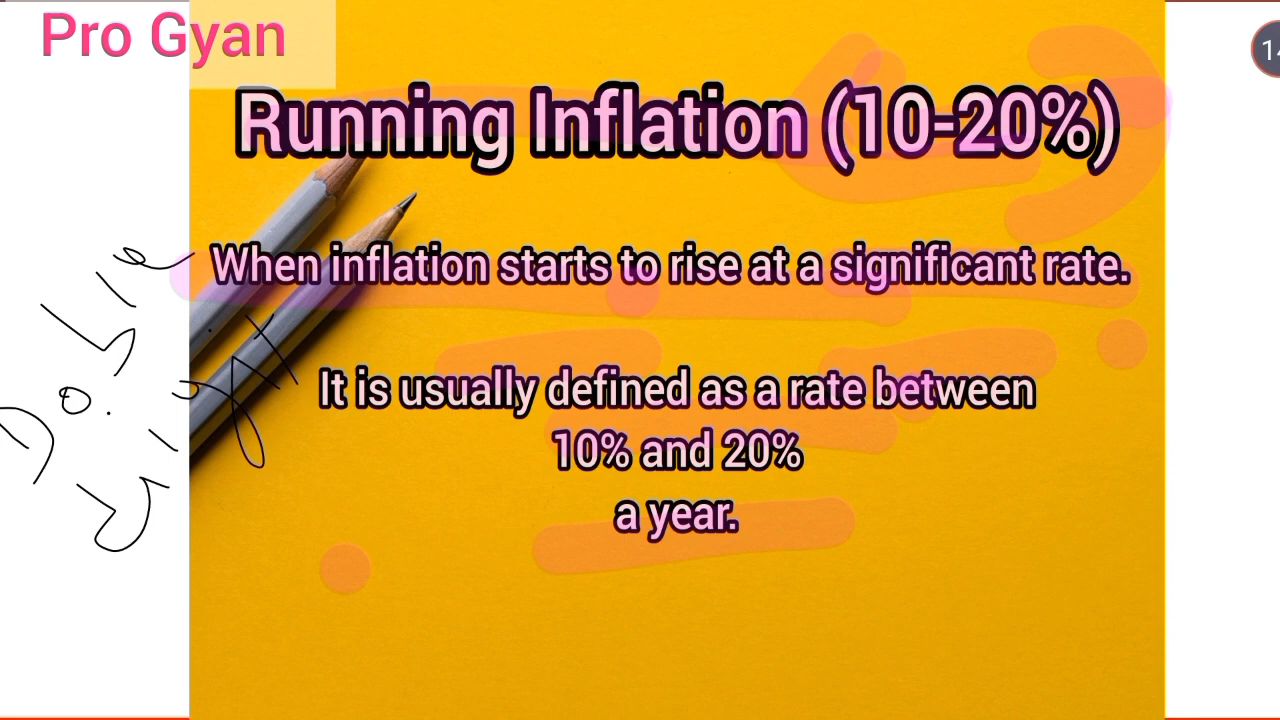 Pro Gyan
Running Inflation (10-20%)
When inflation starts to rise at a significant rate.
It is usually defined as a rate between
10% and 20%
a year.